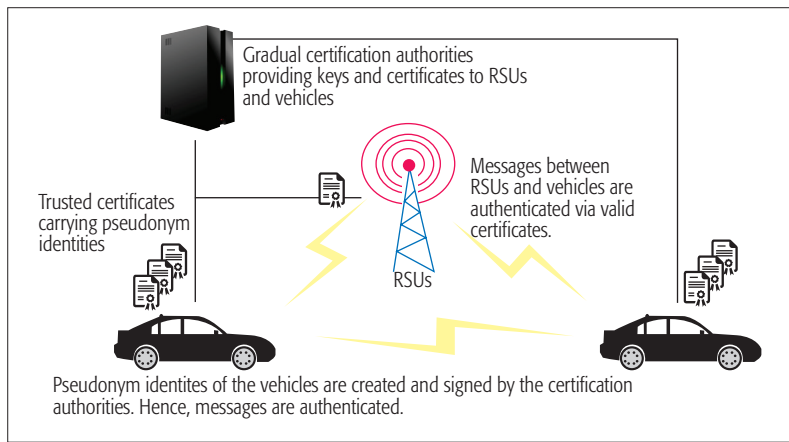 Gradual certification authorities
providing keys and certificates to RSUs
and vehicles
Trusted certificates
carrying pseudonym
identities
Messages between
RSUs and vehicles are
authenticated via valid
certificates.
RSUs
Pseudonym identites of the vehicles are created and signed by the certification
authorities. Hence, messages are authenticated.